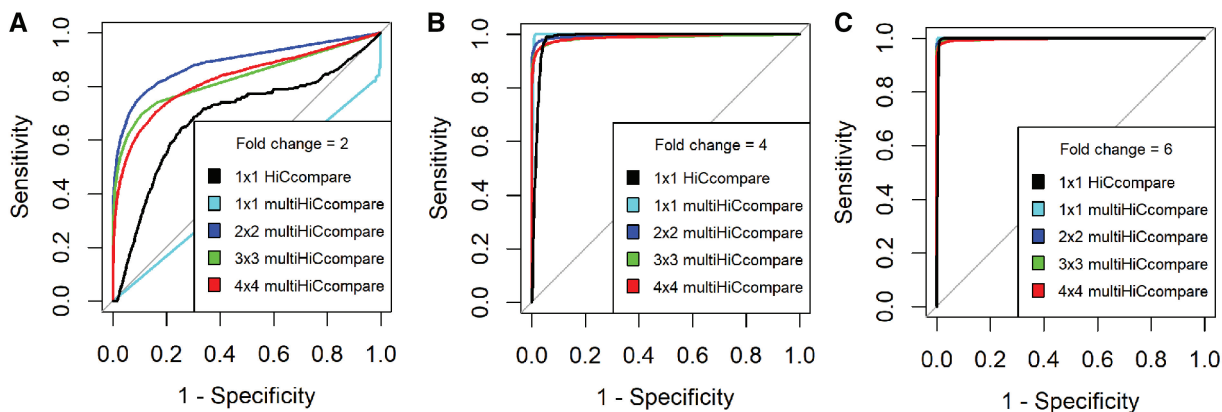 A
Sensitivity
0.0 0.2 0.4 0.6 0.8 1.0
Fold change = 2
1x1 HiCcompare
1x1 multiHiCcompare
2x2 multiHiCcompare
3x3 multiHiCcompare
4x4 multiHiCcompare
0.0 0.2 0.4 0.6 0.8 1.0
1 - Specificity
B
Sensitivity
0.0 0.2 0.4 0.6 0.8 1.0
Fold change = 4
1x1 HiCcompare
1x1 multiHiCcompare
2x2 multiHiCcompare
3x3 multiHiCcompare
4x4 multiHiCcompare
0.0 0.2 0.4 0.6 0.8 1.0
1 - Specificity
C
Sensitivity
0.0 0.2 0.4 0.6 0.8 1.0
Fold change = 6
1x1 HiCcompare
1x1 multiHiCcompare
2x2 multiHiCcompare
3x3 multiHiCcompare
4x4 multiHiCcompare
0.0 0.2 0.4 0.6 0.8 1.0
1 - Specificity